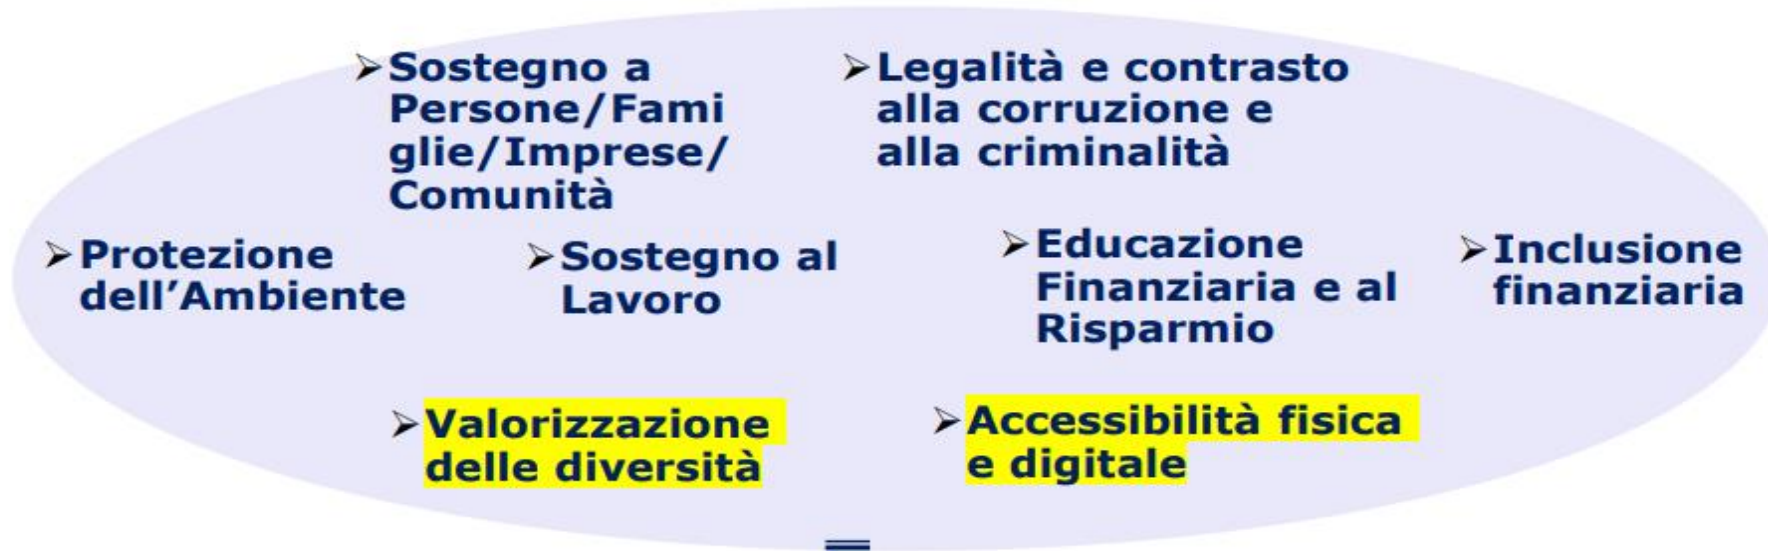 ➢Sostegno a
Persone/Fami
glie/Imprese/
Comunità
➢Legalità e contrasto
alla corruzione e
alla criminalità
➢Protezione
dell’Ambiente
➢Sostegno al
Lavoro
➢Educazione
Finanziaria e al
Risparmio
➢Inclusione
finanziaria
➢Valorizzazione
delle diversità
➢Accessibilità fisica
e digitale
=